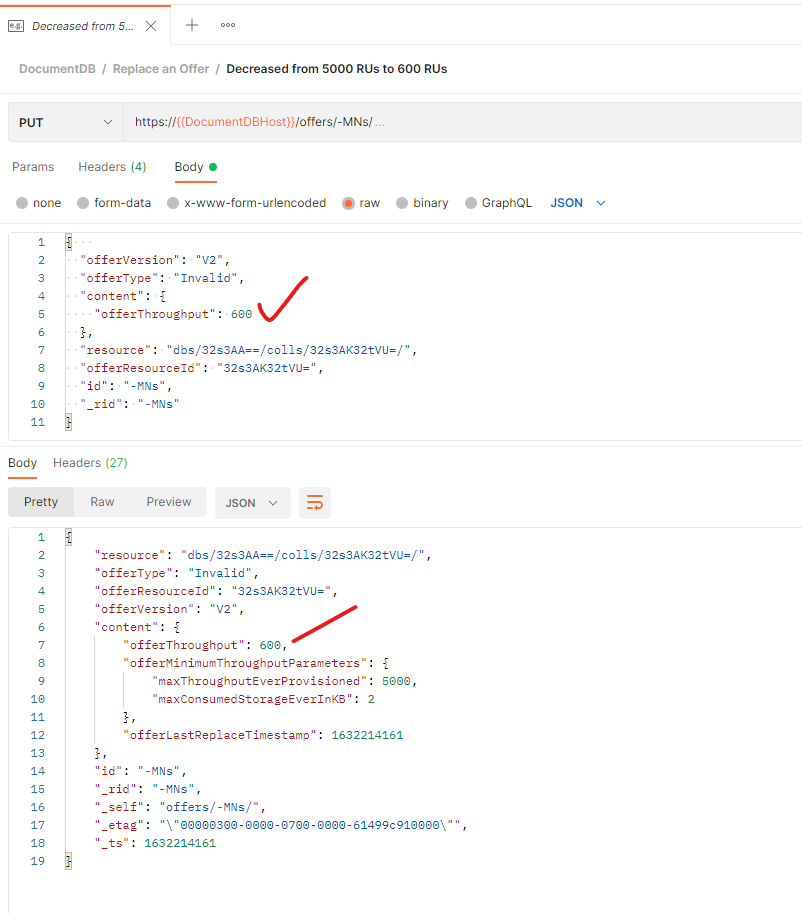 e.g. Decreased from 5...
DocumentDB / Replace an Offer / Decreased from 5000 RUs to 600 RUs
PUT https://{{DocumentDBHost}}/offers/-MNs/ ...
Params Headers (4) Body
none form-data x-www-form-urlencoded raw binary GraphQL JSON
1 {
2 "offerVersion": "V2",
3 "offerType": "Invalid",
4 "content": {
5 "offerThroughput": 600
6 },
7 "resource": "dbs/32s3AA==/colls/32s3AK32tVU=/",
8 "offerResourceId": "32s3AK32tVU=",
9 "id": "-MNs",
10 "_rid": "-MNs"
11 }
Body Headers (27)
Pretty Raw Preview JSON
1 {
2 "resource": "dbs/32s3AA==/colls/32s3AK32tVU=/",
3 "offerType": "Invalid",
4 "offerResourceId": "32s3AK32tVU=",
5 "offerVersion": "V2",
6 "content": {
7 "offerThroughput": 600,
8 "offerMinimumThroughputParameters": {
9 "maxThroughputEverProvisioned": 5000,
10 "maxConsumedStorageEverInKB": 2
11 },
12 "offerLastReplaceTimestamp": 1632214161
13 },
14 "id": "-MNs",
15 "_rid": "-MNs",
16 "_self": "offers/-MNs/",
17 "_etag": "\"00000300-0000-0700-0000-61499c910000\"",
18 "_ts": 1632214161
19 }